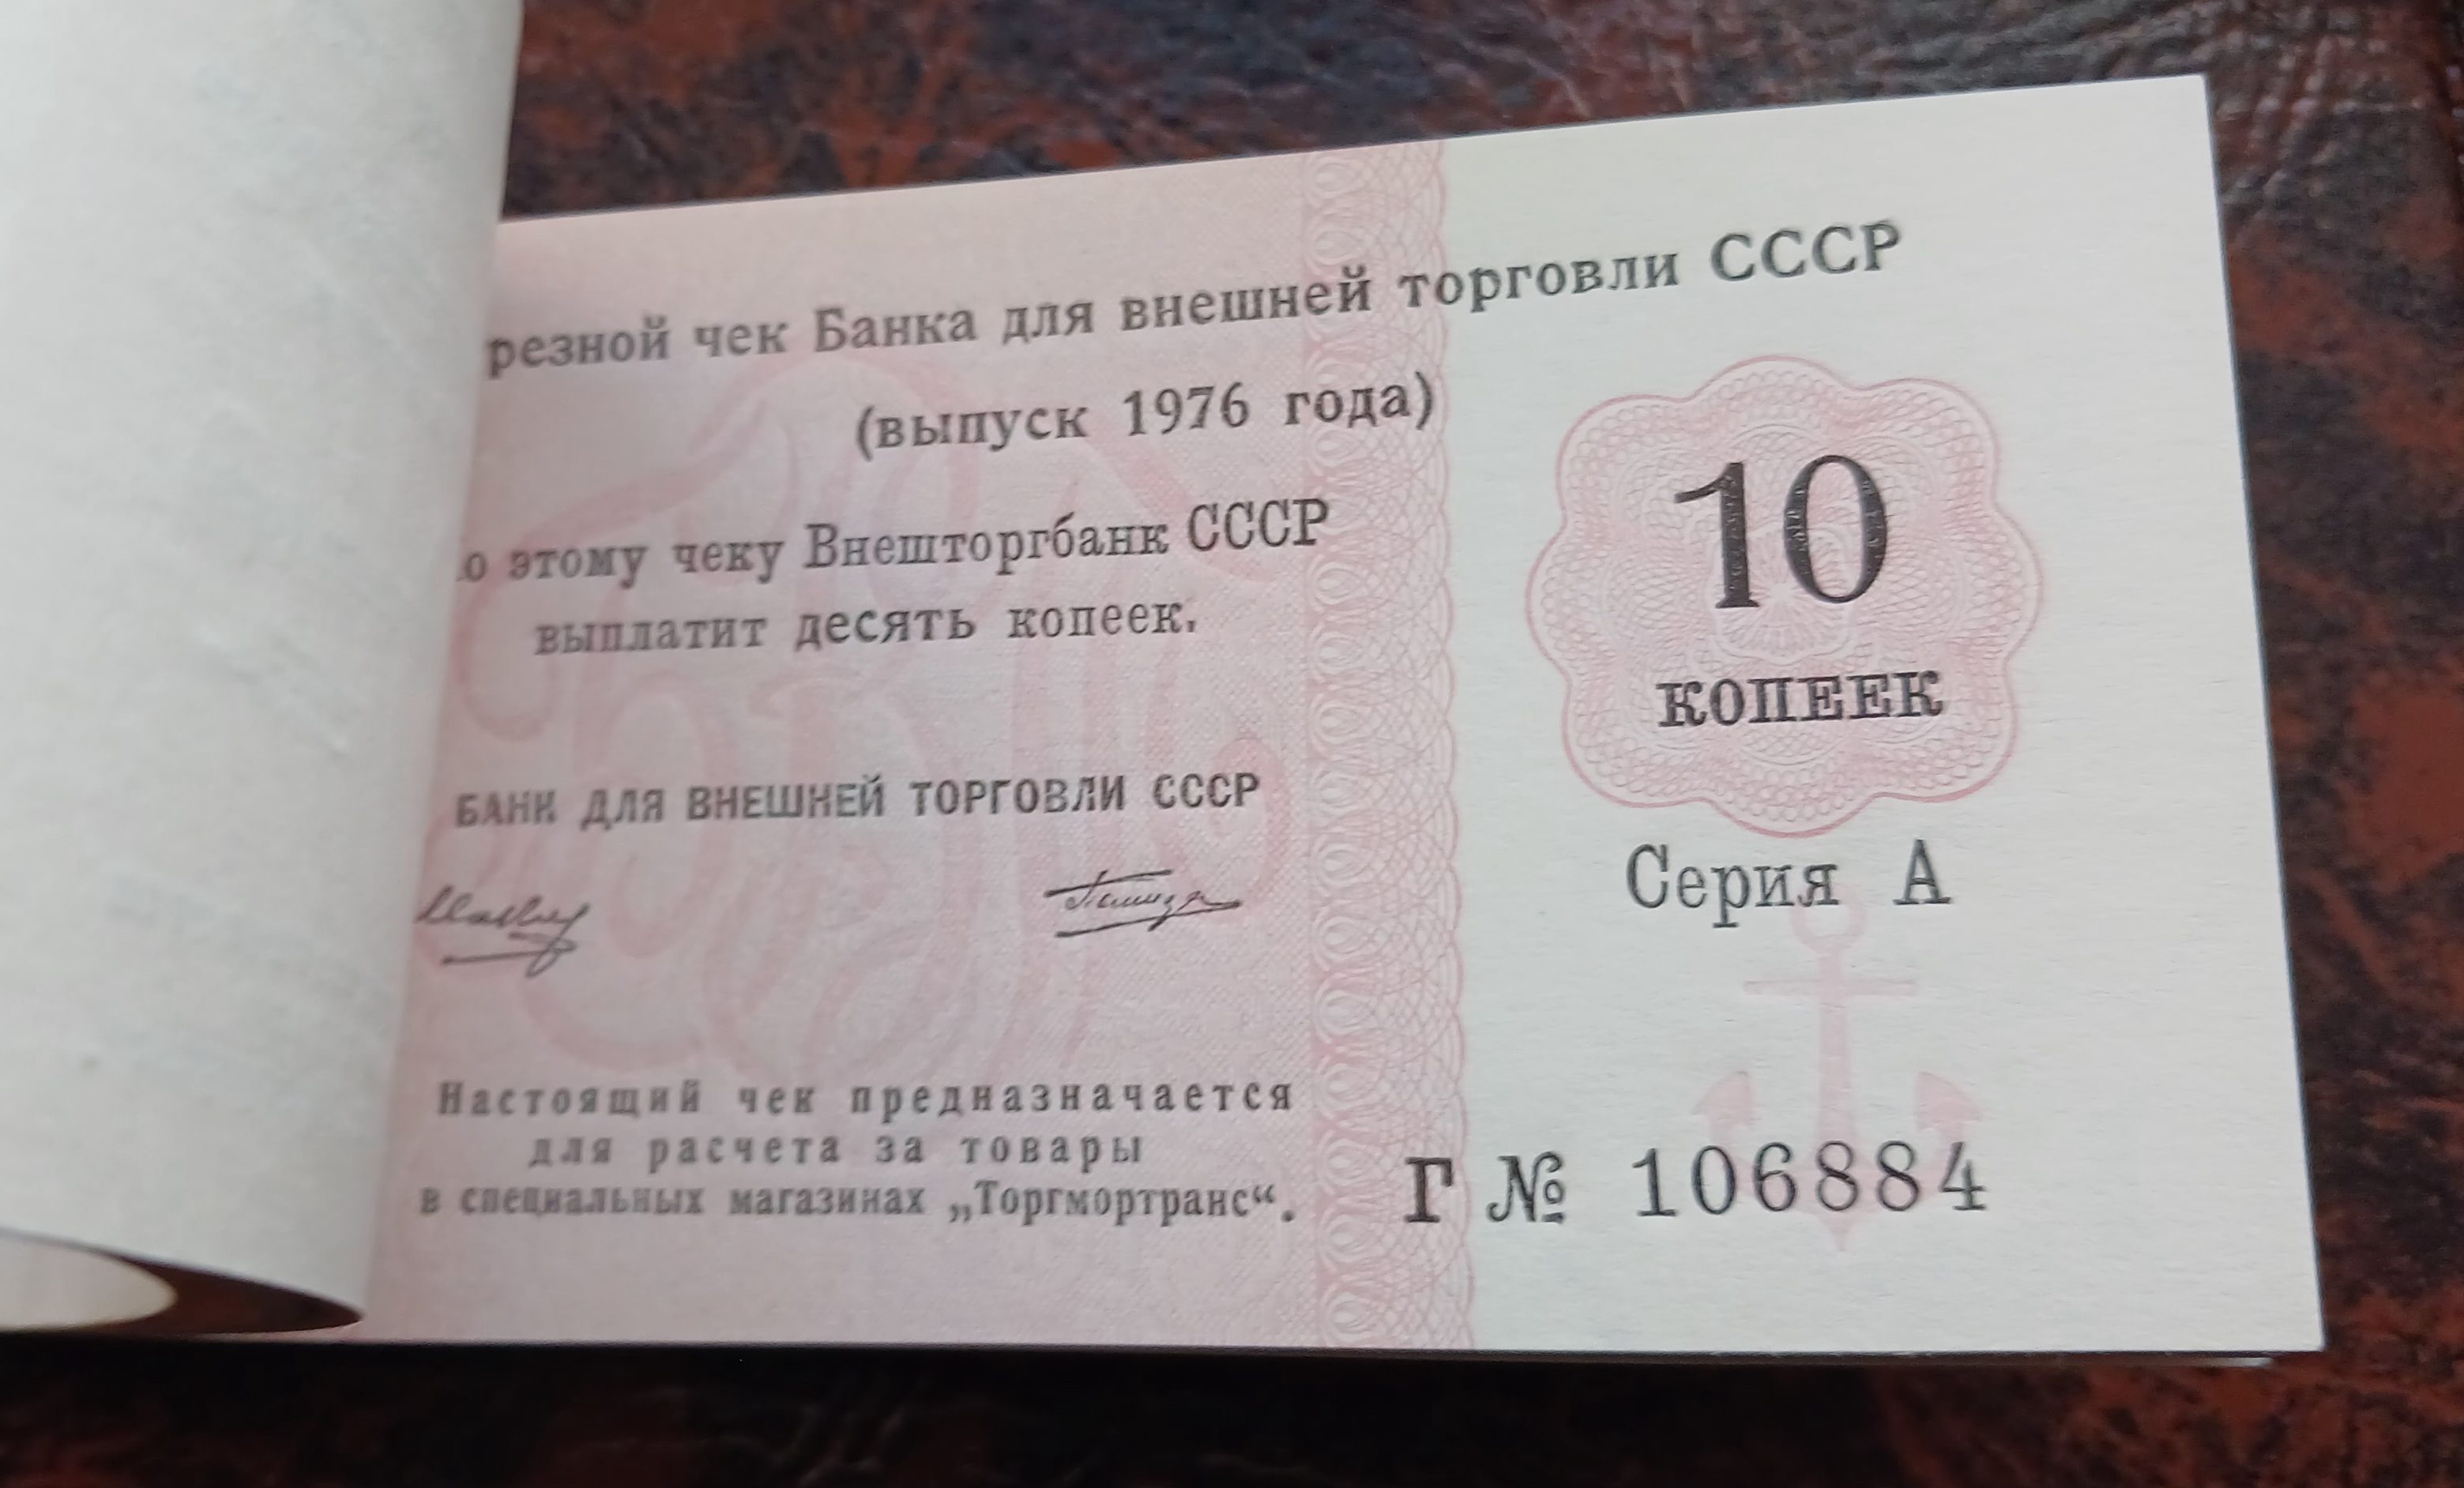 резной чек Банка для внешней торговли СССР
(выпуск 1976 года)
о этому чеку Внешторгбанк СССР
выплатит десять копеек.
10
КОПЕЕК
БАНК ДЛЯ ВНЕШНЕЙ ТОРГОВЛИ СССР
Серия А
Настоящий чек предназначается
для расчета за товары
в специальных магазинах „Торгмортранс“.
Г № 106884